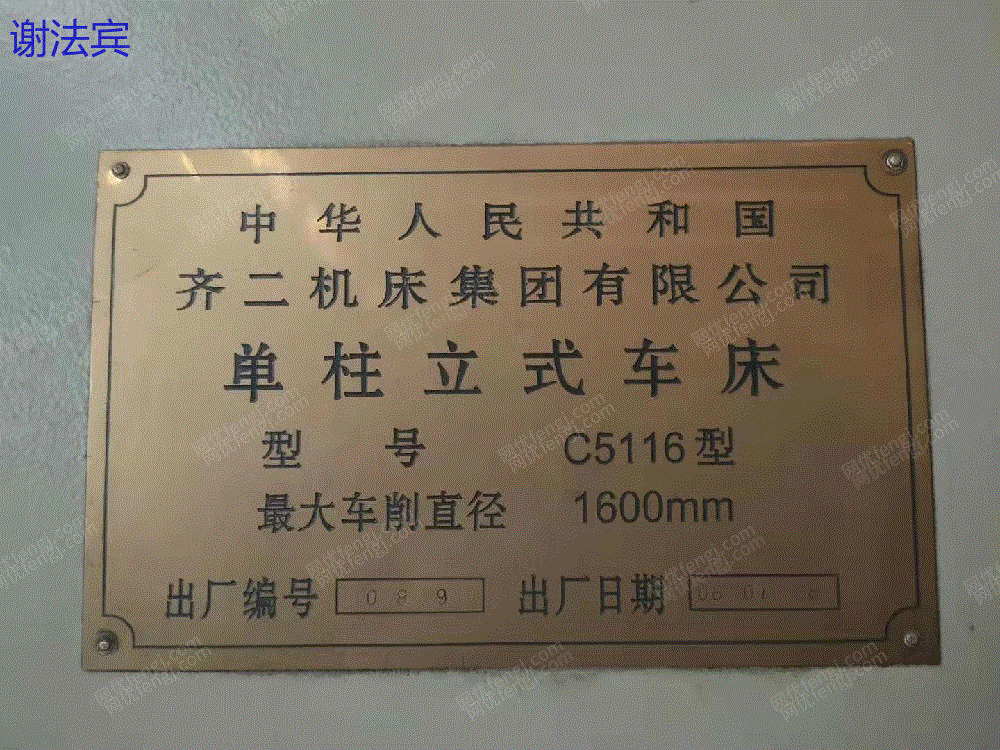 谢法宾
中华人民共和国
齐二机床集团有限公司
单柱立式车床
型号 C5116型
最大车削直径 1600mm
出厂编号 089 出厂日期